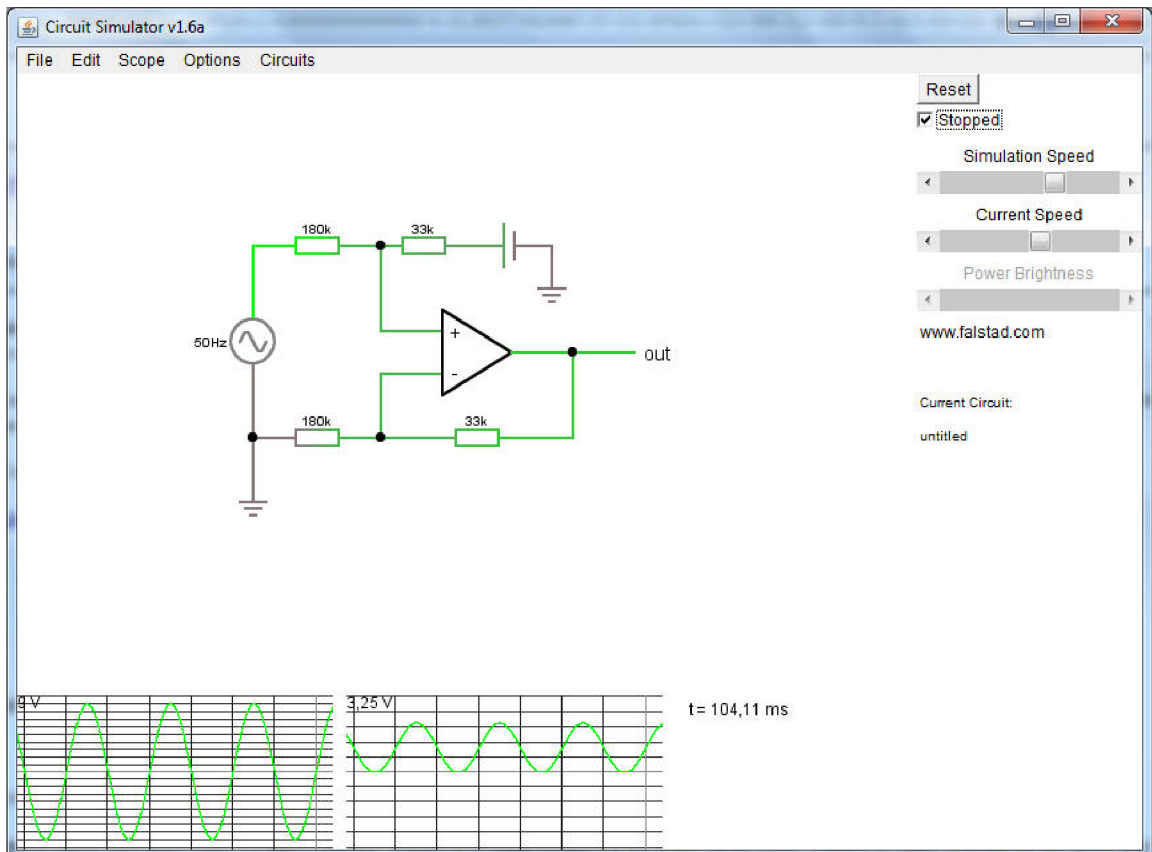 Circuit Simulator v1.6a
File Edit Scope Options Circuits
Reset
Stopped
Simulation Speed
Current Speed
Power Brightness
www.falstad.com
Current Circuit:
untitled
180k 33k
50Hz
+
-
out
180k 33k
9 V
3,25 V
t = 104,11 ms